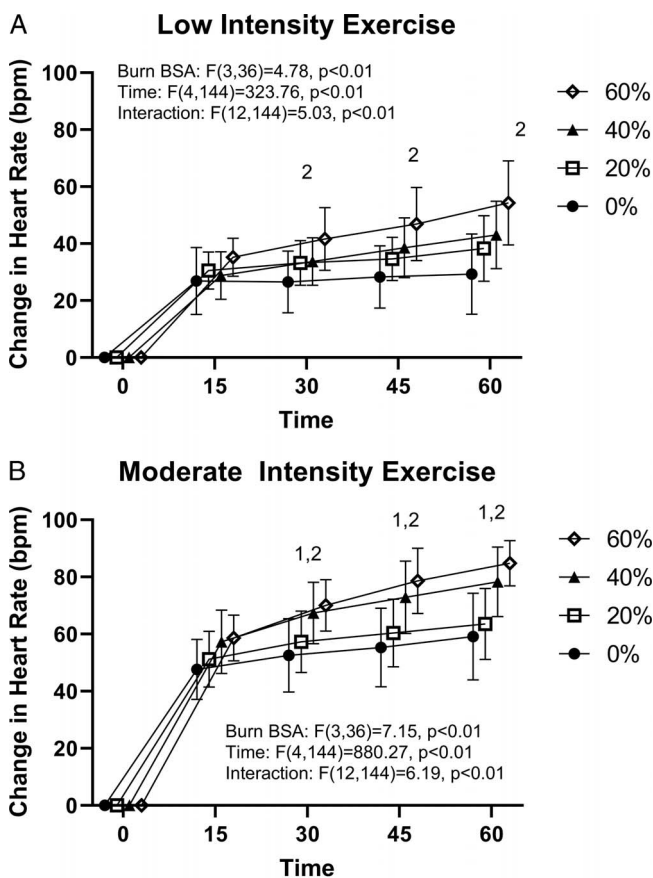 A
Low Intensity Exercise
Burn BSA: F(3,36)=4.78, p<0.01
Time: F(4,144)=323.76, p<0.01
Interaction: F(12,144)=5.03, p<0.01
Change in Heart Rate (bpm)
100
80
60
40
20
0
2
2
2
60%
40%
20%
0%
0
15
30
45
60
Time
B
Moderate Intensity Exercise
Change in Heart Rate (bpm)
100
80
60
40
20
0
1,2
1,2
1,2
60%
40%
20%
0%
Burn BSA: F(3,36)=7.15, p<0.01
Time: F(4,144)=880.27, p<0.01
Interaction: F(12,144)=6.19, p<0.01
0
15
30
45
60
Time